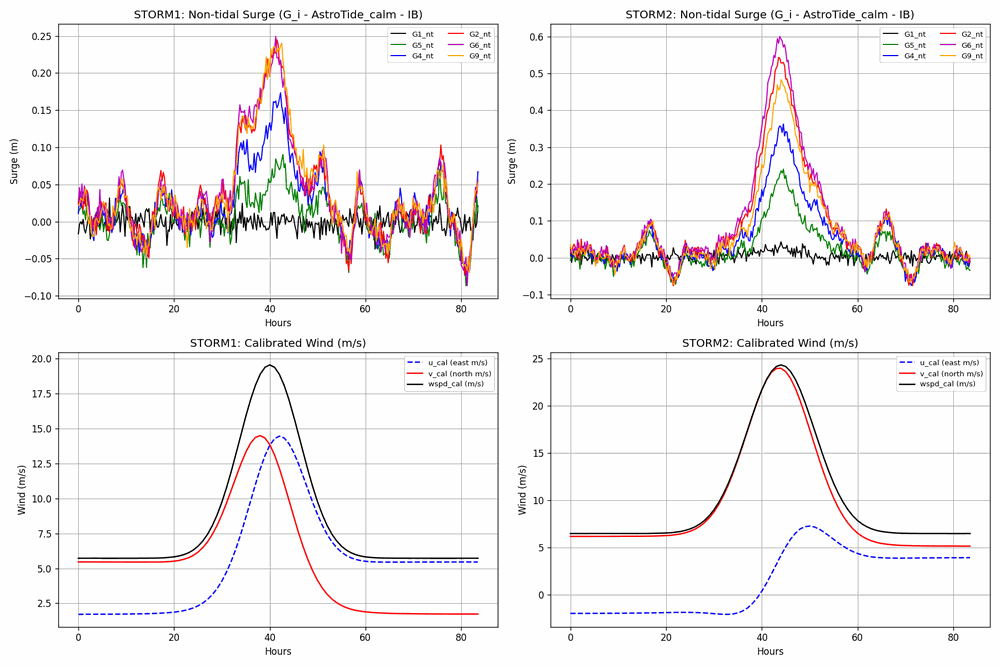 STORM1: Non-tidal Surge (G_i - AstroTide_calm - IB)
0.25
0.20
0.15
0.10
0.05
0.00
−0.05
−0.10
Surge (m)
G1_nt
G5_nt
G4_nt
G2_nt
G6_nt
G9_nt
0 20 40 60 80
Hours
STORM2: Non-tidal Surge (G_i - AstroTide_calm - IB)
0.6
0.5
0.4
0.3
0.2
0.1
0.0
−0.1
Surge (m)
G1_nt
G5_nt
G4_nt
G2_nt
G6_nt
G9_nt
0 20 40 60 80
Hours
STORM1: Calibrated Wind (m/s)
20.0
17.5
15.0
12.5
10.0
7.5
5.0
2.5
Wind (m/s)
u_cal (east m/s)
v_cal (north m/s)
wspd_cal (m/s)
0 20 40 60 80
Hours
STORM2: Calibrated Wind (m/s)
25
20
15
10
5
0
Wind (m/s)
u_cal (east m/s)
v_cal (north m/s)
wspd_cal (m/s)
0 20 40 60 80
Hours